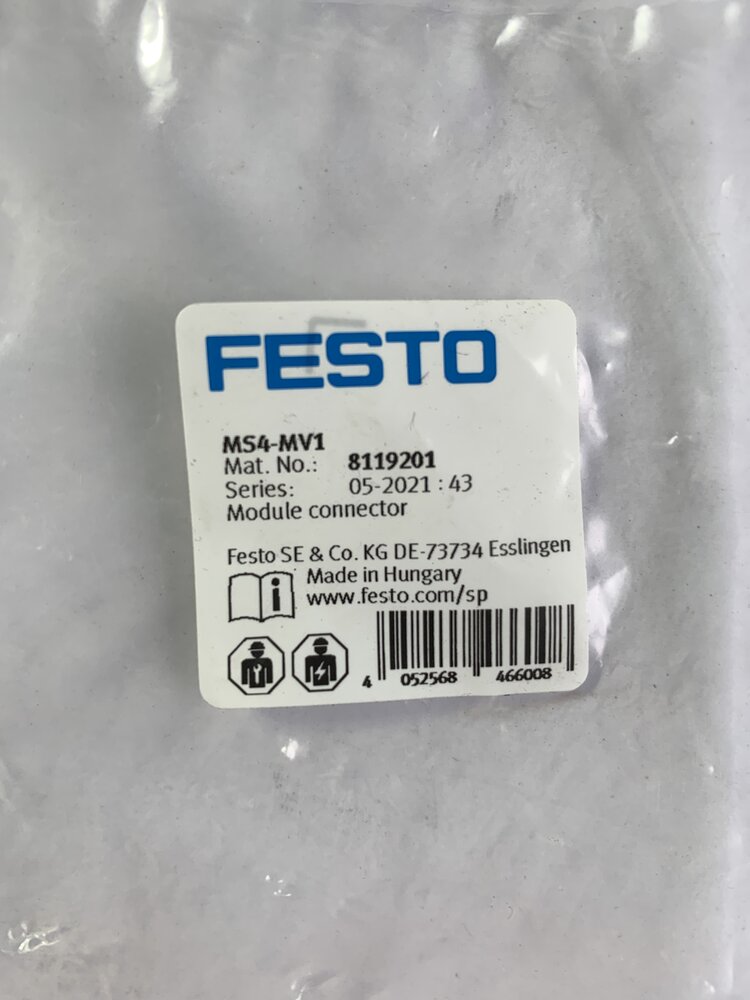 FESTO
MS4-MV1
Mat. No.: 8119201
Series: 05-2021 : 43
Module connector
Festo SE & Co. KG DE-73734 Esslingen
Made in Hungary
www.festo.com/sp
4 052568 466008